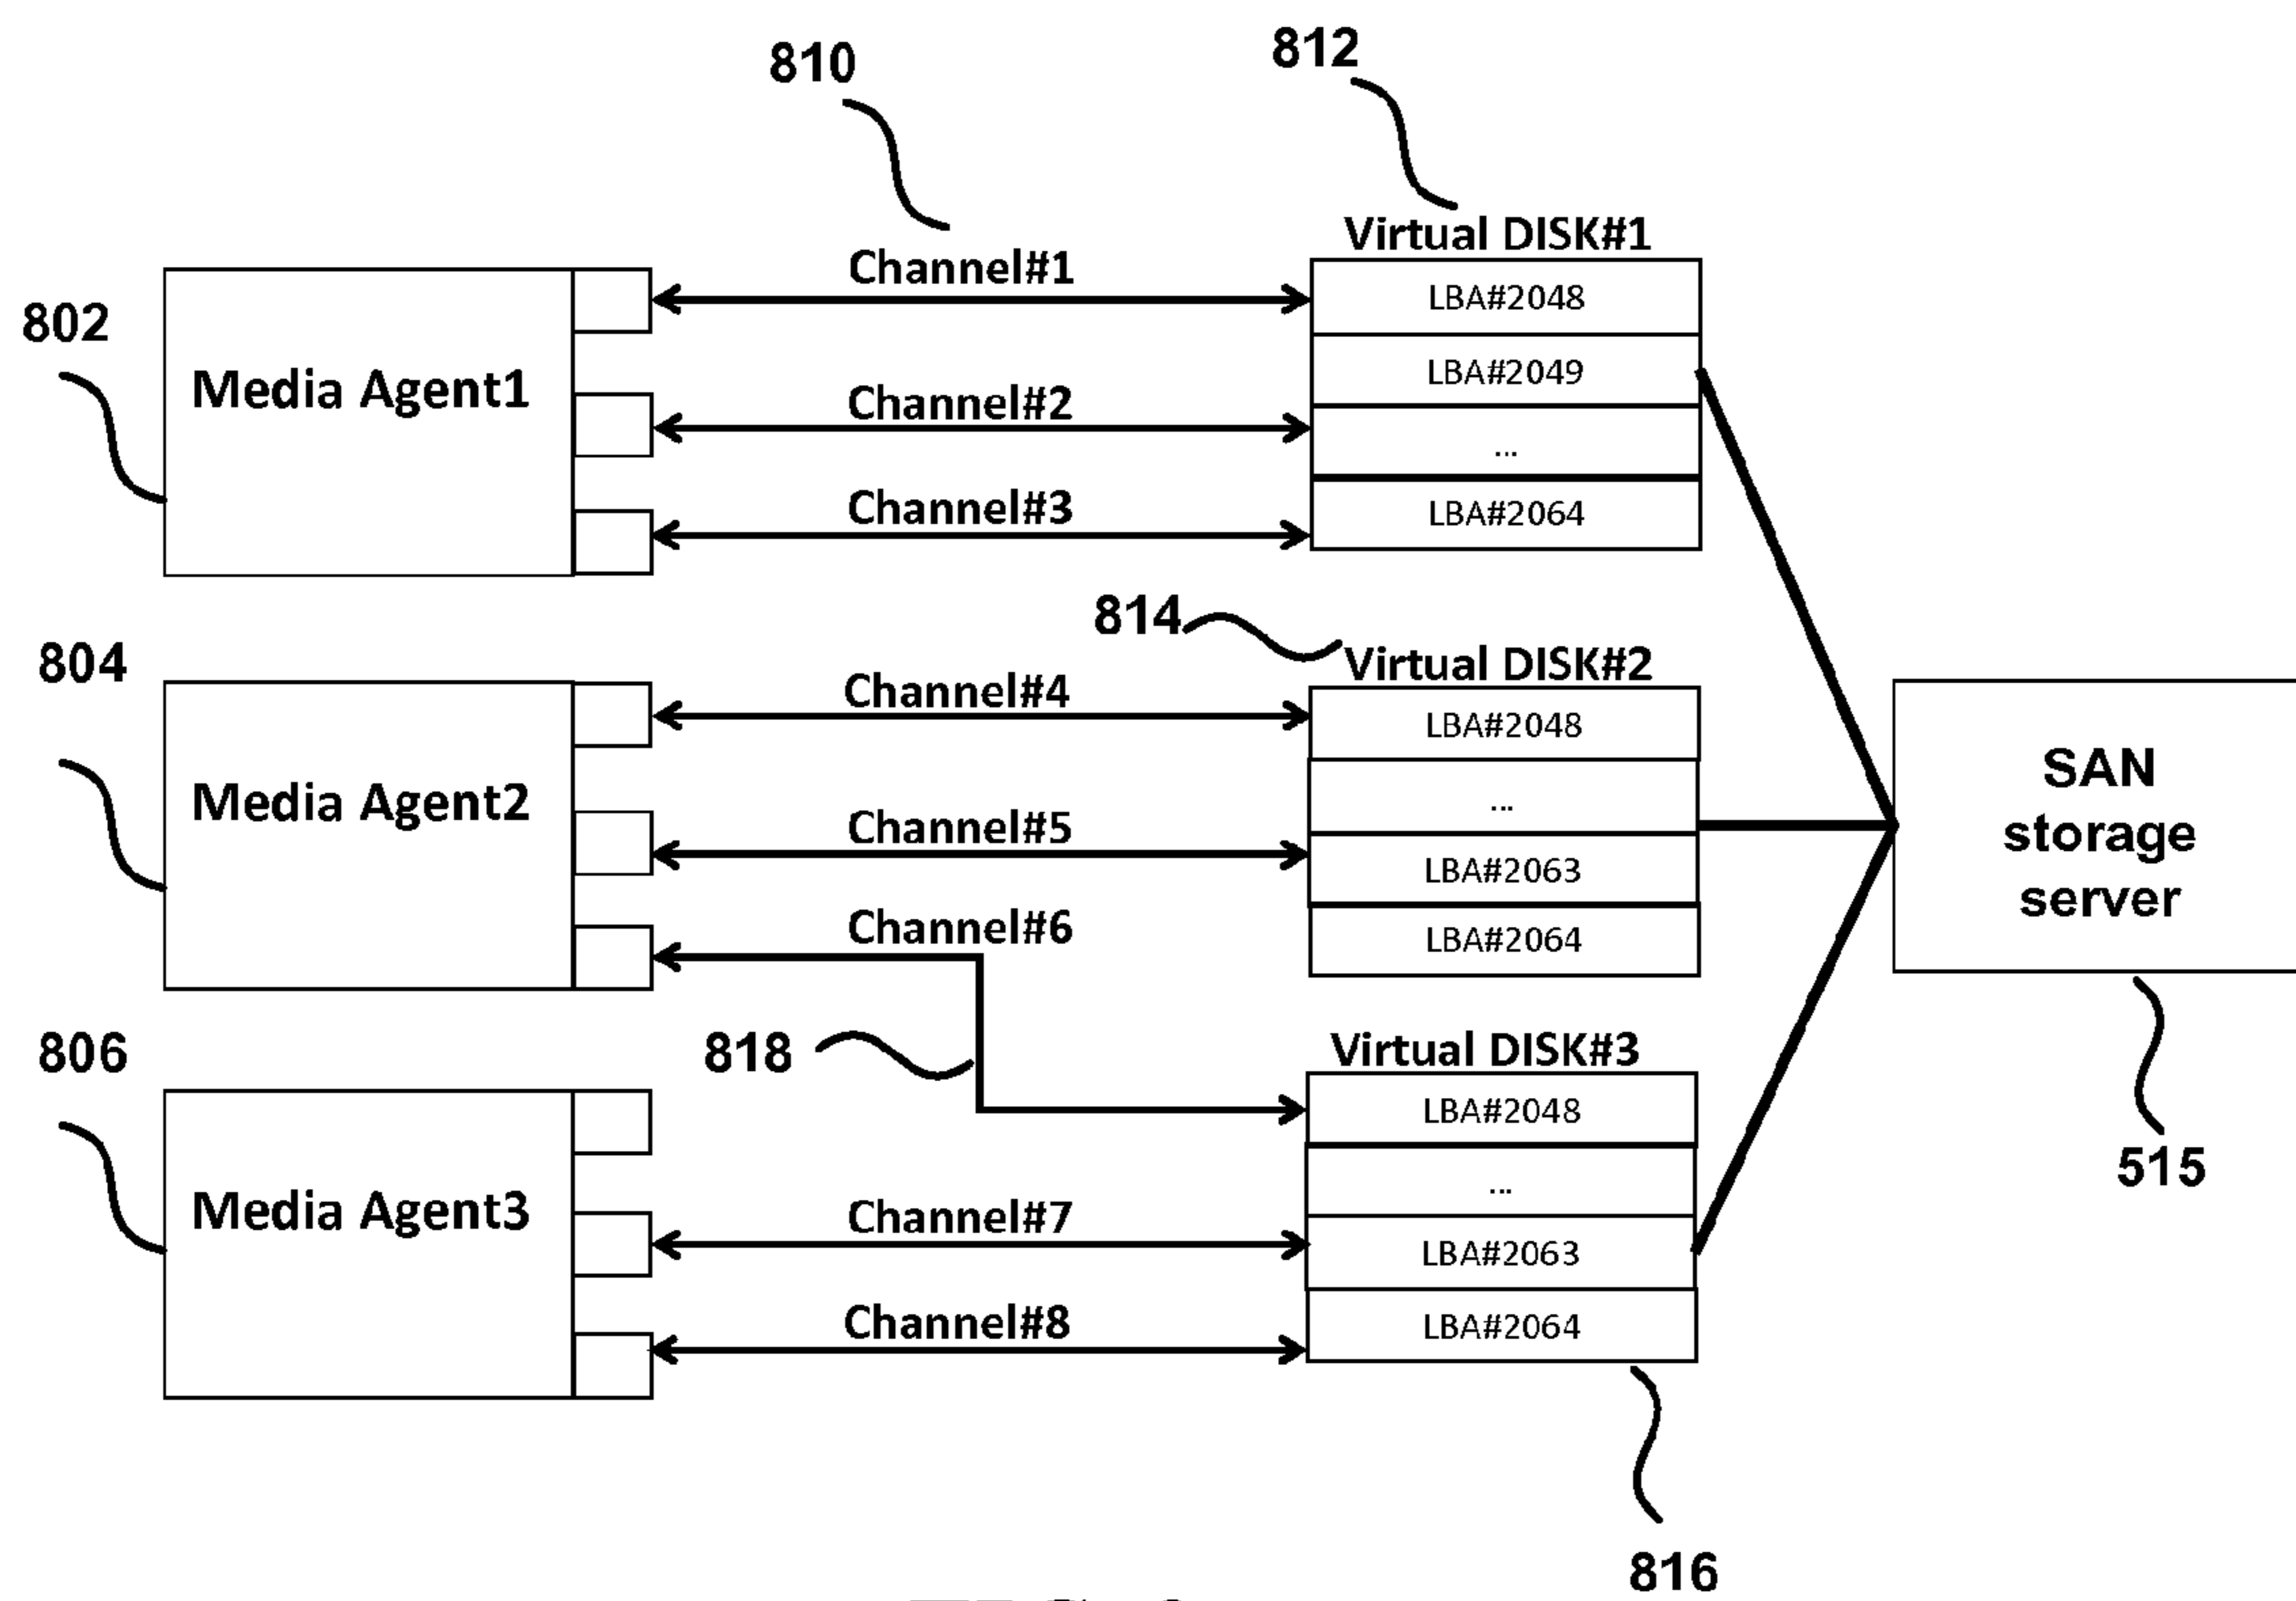 810
812
Virtual DISK#1
Channel#1
LBA#2048
802
Media Agent1
LBA#2049
Channel#2
...
Channel#3
LBA#2064
814
804
Virtual DISK#2
Channel#4
LBA#2048
Media Agent2
...
Channel#5
LBA#2063
Channel#6
LBA#2064
SAN
storage
server
806
818
Virtual DISK#3
LBA#2048
515
Media Agent3
...
Channel#7
LBA#2063
Channel#8
LBA#2064
816